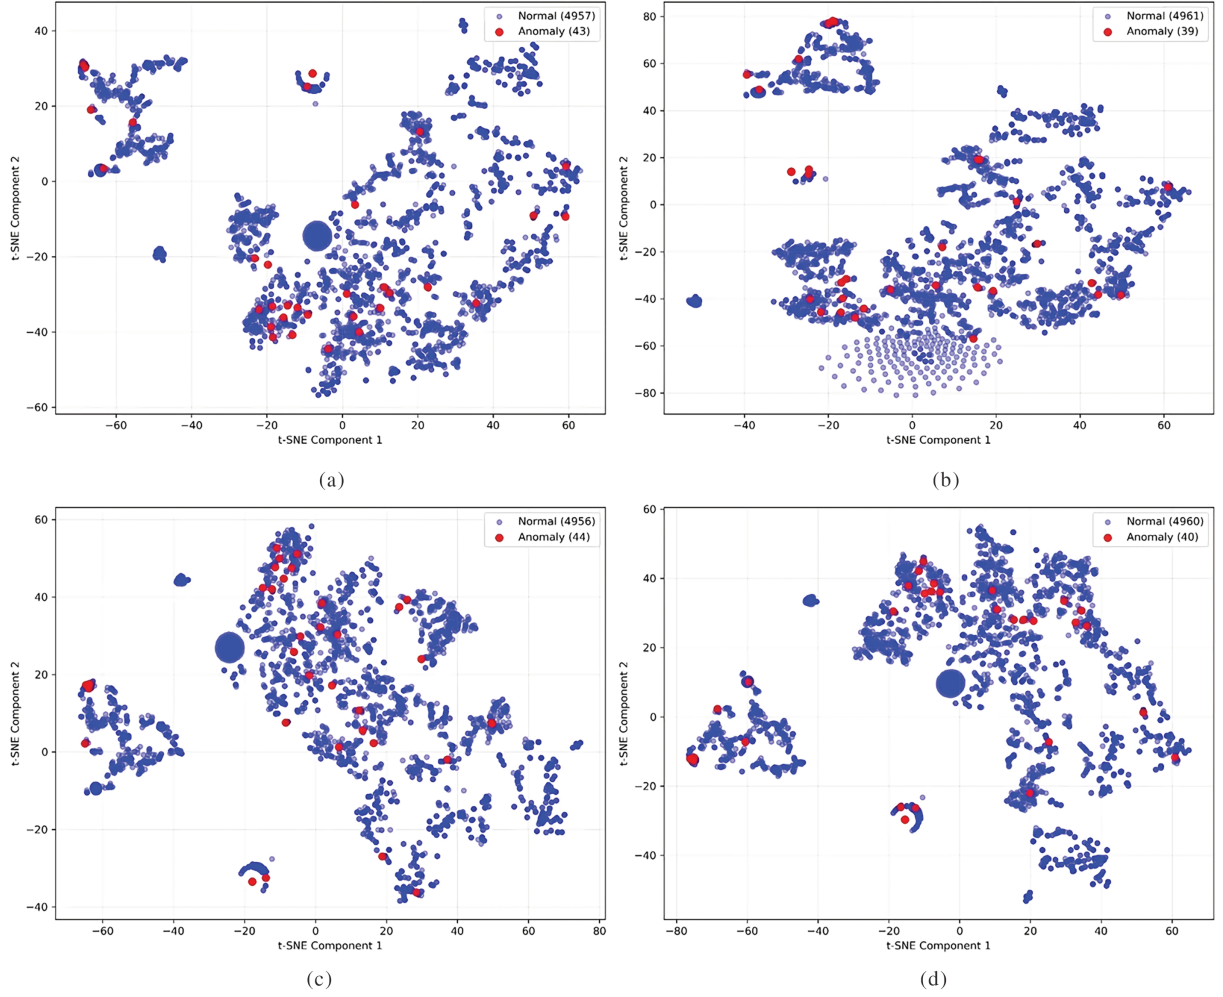 Normal (4957)
Anomaly (43)
40
20
0
−20
−40
−60
t-SNE Component 2
−60 −40 −20 0 20 40 60
t-SNE Component 1
(a)
Normal (4961)
Anomaly (39)
80
60
40
20
0
−20
−40
−60
−80
t-SNE Component 2
−40 −20 0 20 40 60
t-SNE Component 1
(b)
Normal (4956)
Anomaly (44)
60
40
20
0
−20
−40
t-SNE Component 2
−60 −40 −20 0 20 40 60 80
t-SNE Component 1
(c)
Normal (4960)
Anomaly (40)
60
40
20
0
−20
−40
t-SNE Component 2
−80 −60 −40 −20 0 20 40 60
t-SNE Component 1
(d)